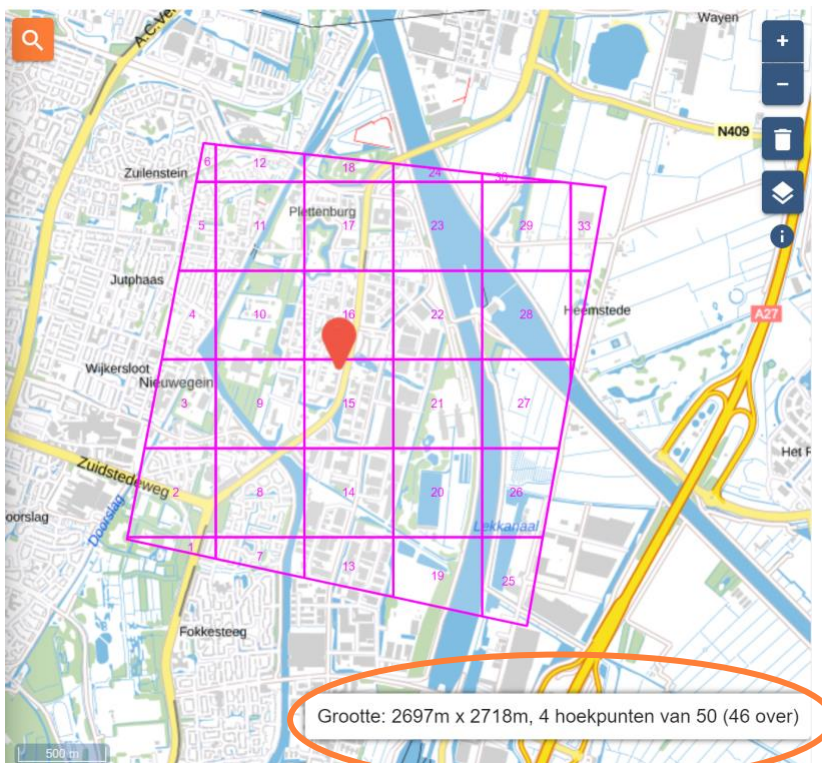 Wayen
A.C. Ver
+
−
N409
Zuilenstein
6
12
18
24
30
Plettenburg
5
11
17
23
29
33
i
Jutphaas
4
10
16
22
28
Heemstede
A27
Wijkersloot
Nieuwegein
3
9
15
21
27
Zuidstedeweg
2
8
14
20
26
Het R
oorslag
Doorslag
Lekkanaal
1
7
13
19
25
Fokkesteeg
Grootte: 2697m x 2718m, 4 hoekpunten van 50 (46 over)
500 m